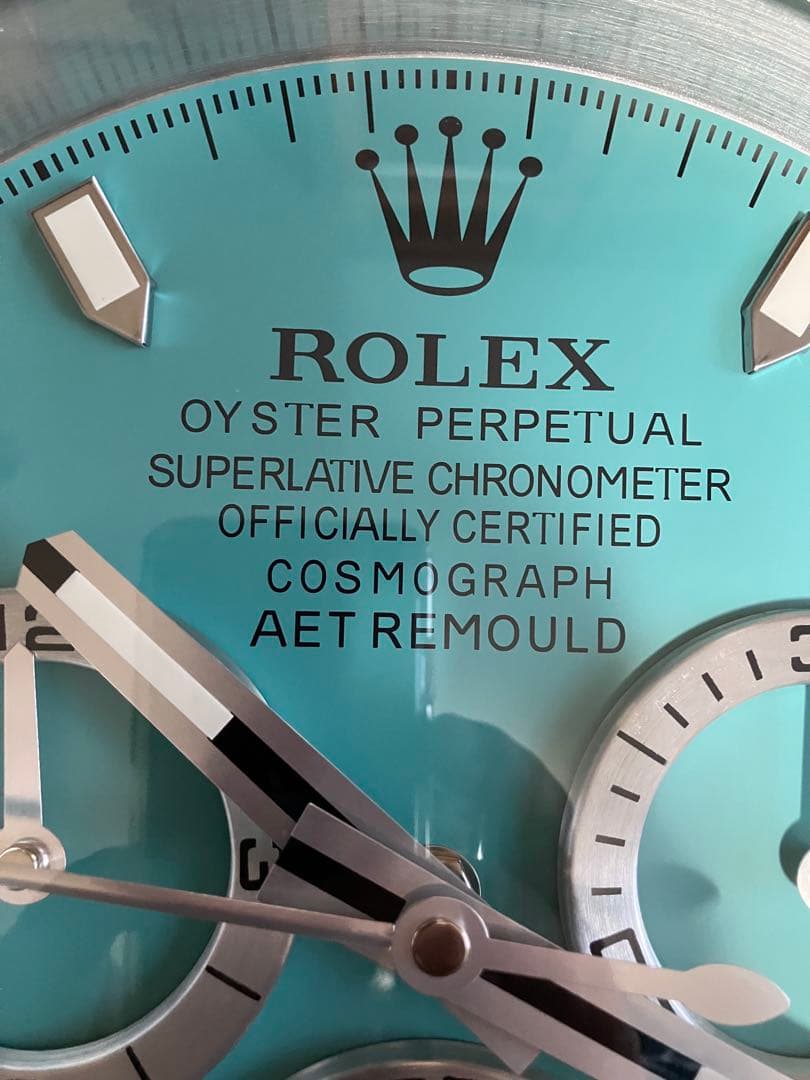 ROLEX
OYSTER PERPETUAL
SUPERLATIVE CHRONOMETER
OFFICIALLY CERTIFIED
COSMOGRAPH
AET REMOULD